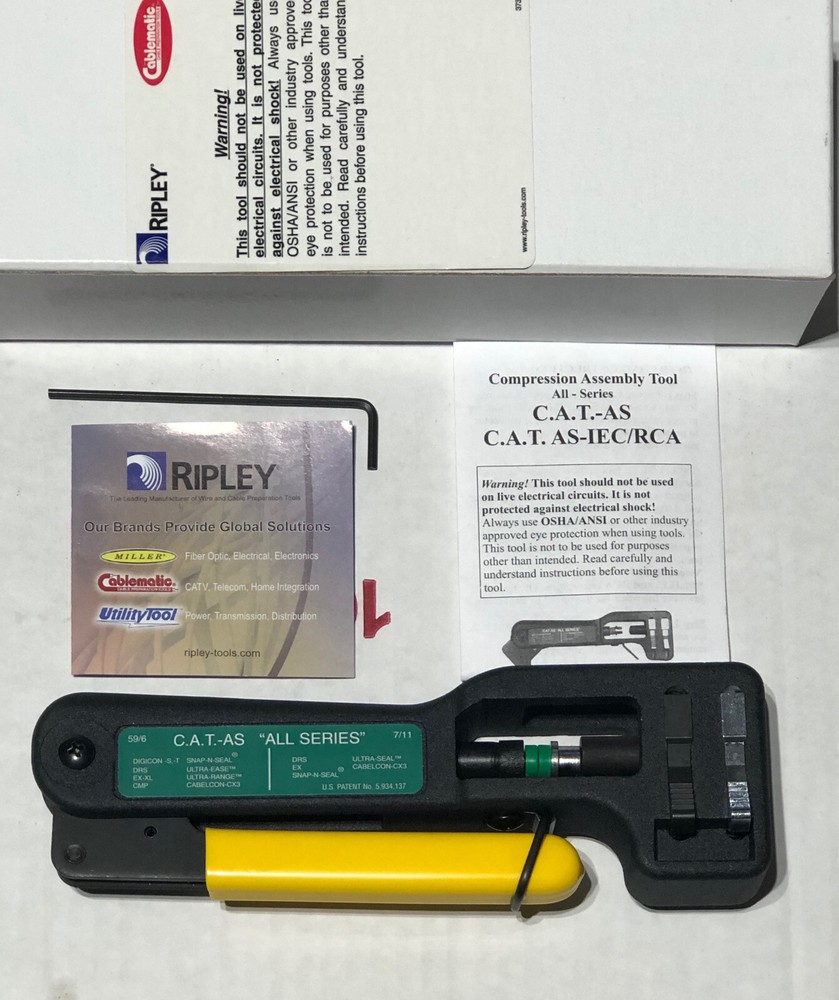 Cablematic
RIPLEY
Warning!
This tool should not be used on live
electrical circuits. It is not protected
against electrical shock! Always use
OSHA/ANSI or other industry approved
eye protection when using tools. This tool
is not to be used for purposes other than
intended. Read carefully and understand
instructions before using this tool.
www.ripley-tools.com
RIPLEY
The Leading Manufacturer of Wire and Cable Preparation Tools
Our Brands Provide Global Solutions
MILLER® Fiber Optic, Electrical, Electronics
Cablematic CATV, Telecom, Home Integration
UtilityTool Power, Transmission, Distribution
ripley-tools.com
Compression Assembly Tool
All - Series
C.A.T.-AS
C.A.T. AS-IEC/RCA
Warning! This tool should not be used
on live electrical circuits. It is not
protected against electrical shock!
Always use OSHA/ANSI or other industry
approved eye protection when using tools.
This tool is not to be used for purposes
other than intended. Read carefully and
understand instructions before using this
tool.
59/6 C.A.T.-AS "ALL SERIES" 7/11
DIGICON -S,-T SNAP-N-SEAL®
DRS ULTRA-EASE™
EX-XL ULTRA-RANGE™
CMP CABELCON-CX3
DRS ULTRA-SEAL™
EX CABELCON-CX3
SNAP-N-SEAL®
U.S. PATENT No. 5,934,137